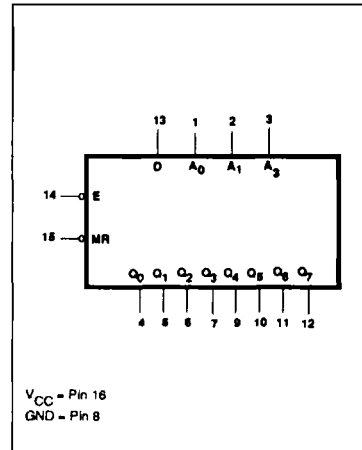 13 1 2 3
D A0 A1 A3
14 E
15 MR
Q0 Q1 Q2 Q3 Q4 Q5 Q6 Q7
4 5 6 7 9 10 11 12
VCC = Pin 16
GND = Pin 8